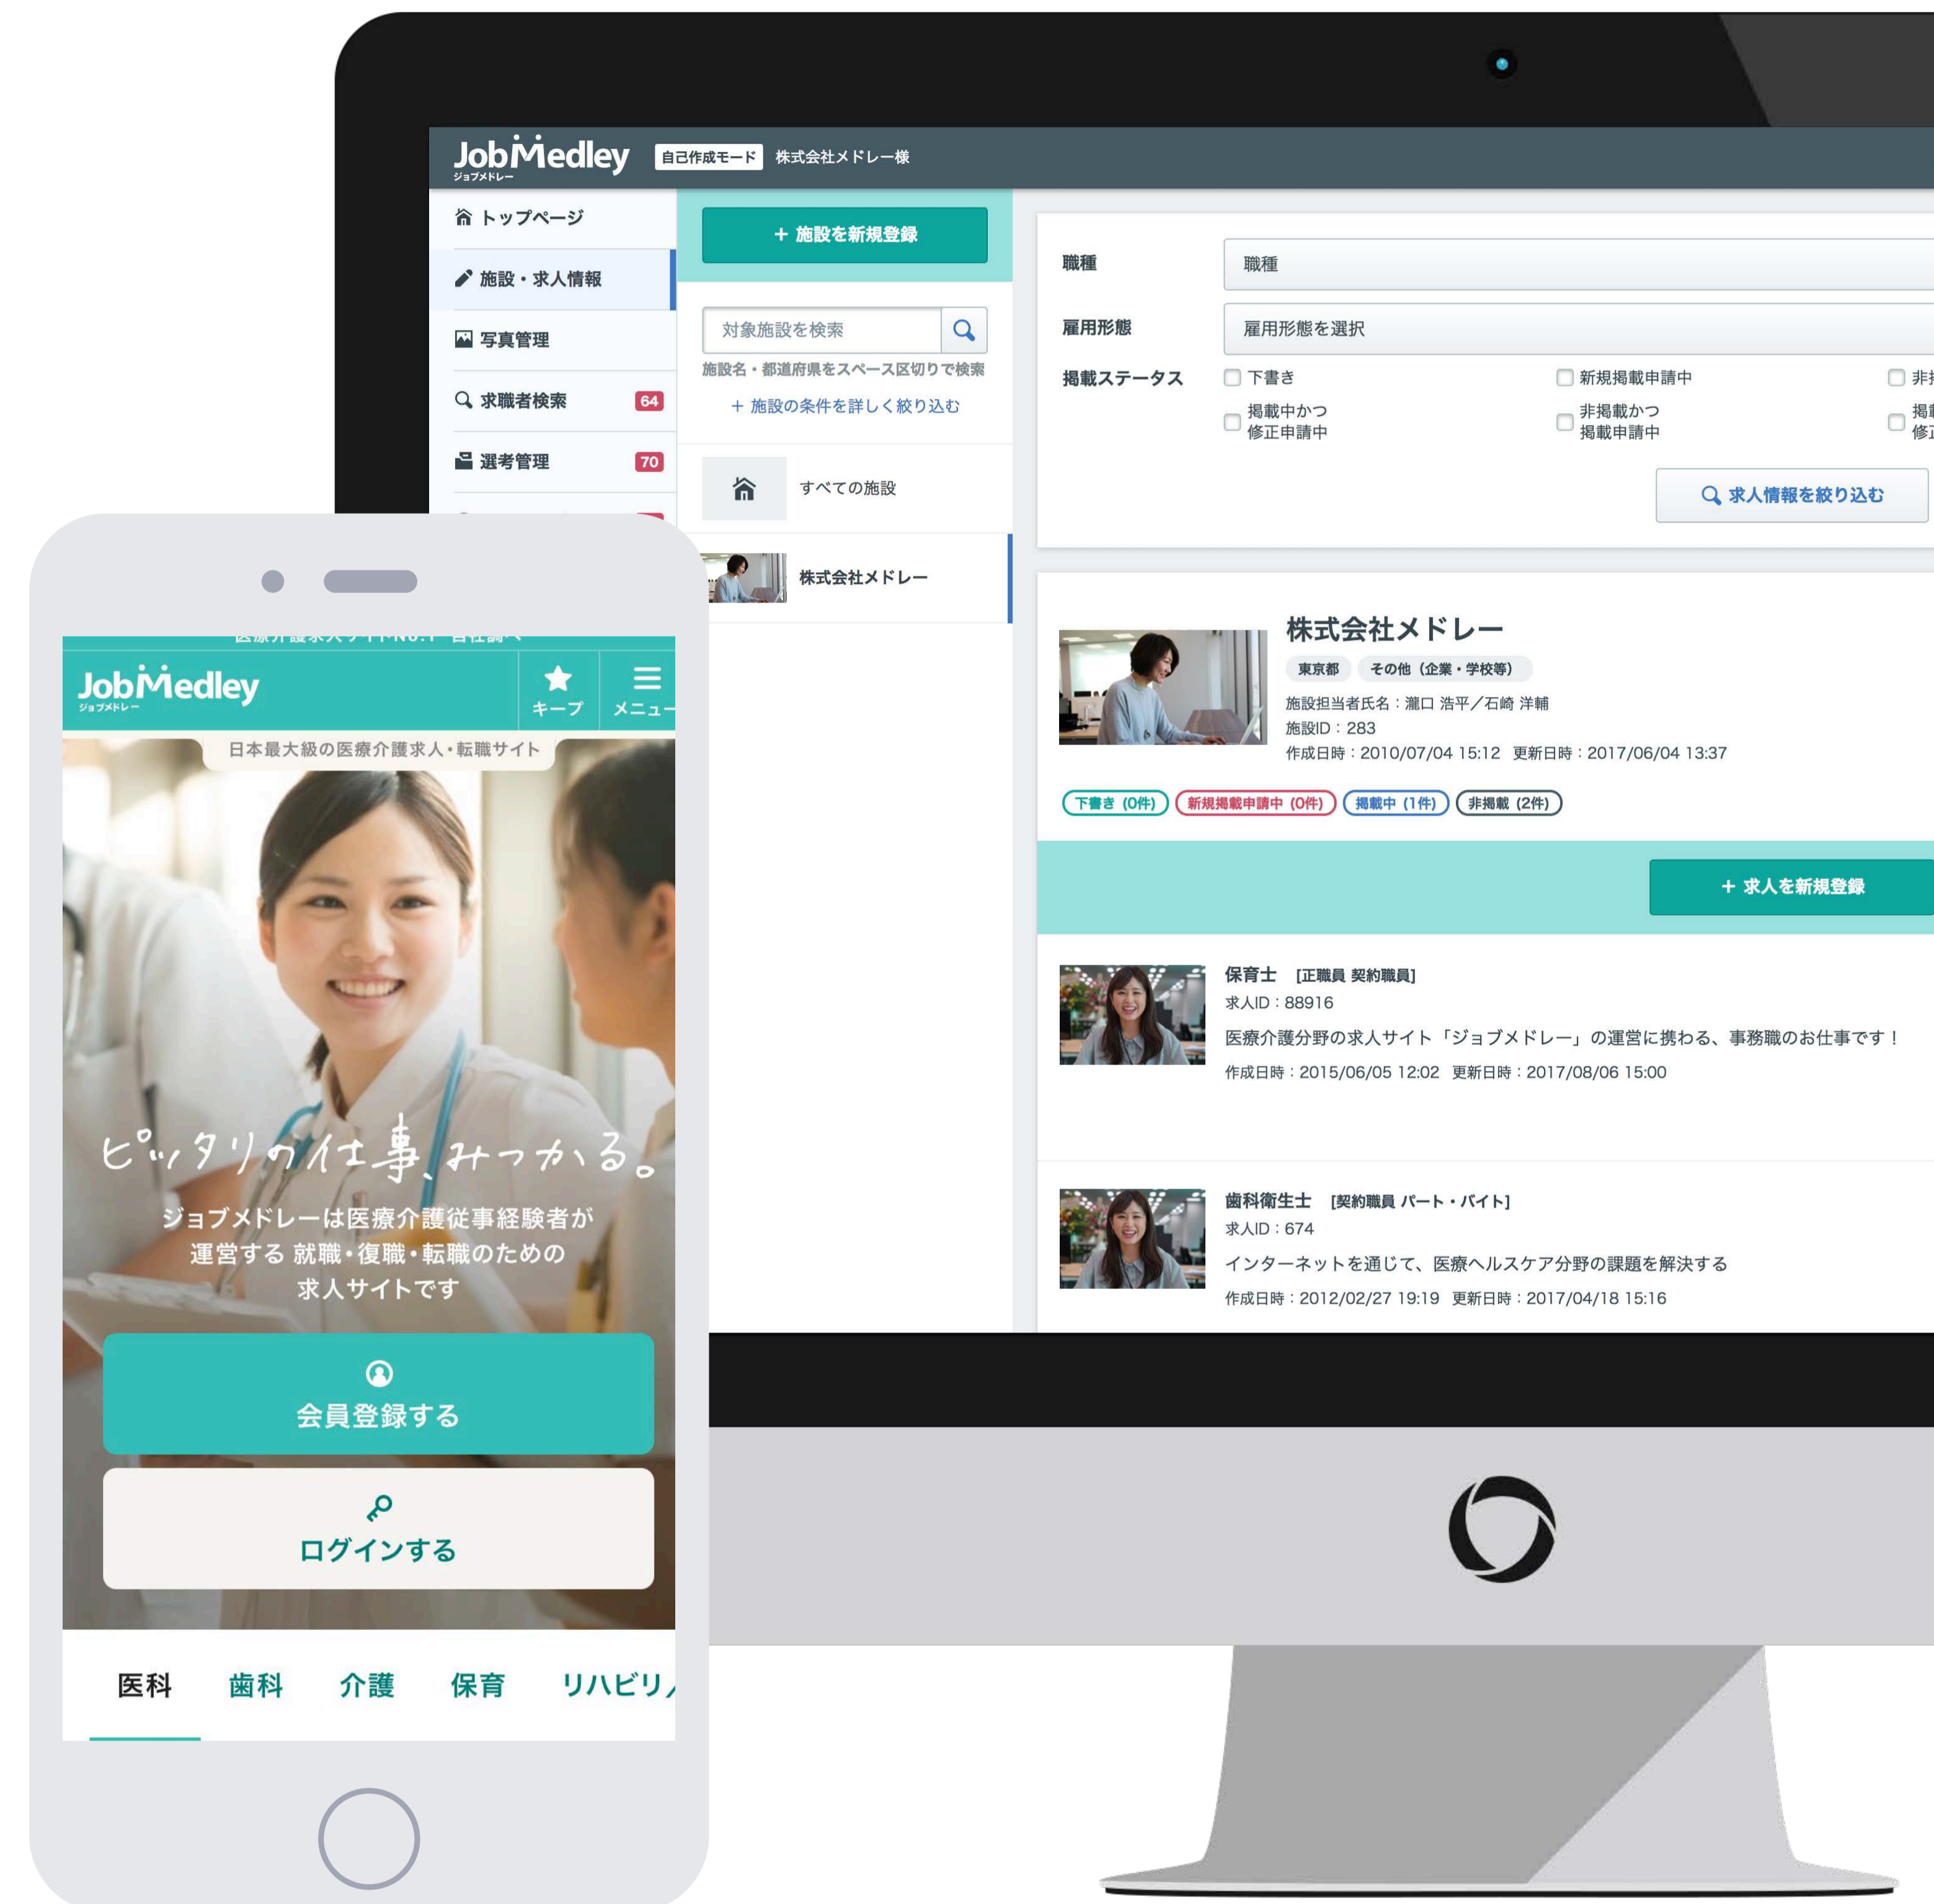 JobMedley
ジョブメドレー
自己作成モード 株式会社メドレー様
トップページ
施設・求人情報
写真管理
求職者検索 64
選考管理 70
+ 施設を新規登録
対象施設を検索
施設名・都道府県をスペース区切りで検索
+ 施設の条件を詳しく絞り込む
すべての施設
株式会社メドレー
職種 職種
雇用形態 雇用形態を選択
掲載ステータス 下書き 新規掲載申請中
掲載中かつ
修正申請中
非掲載かつ
掲載申請中
求人情報を絞り込む
株式会社メドレー
東京都 その他（企業・学校等）
施設担当者氏名：瀧口 浩平／石崎 洋輔
施設ID：283
作成日時：2010/07/04 15:12 更新日時：2017/06/04 13:37
下書き (0件) 新規掲載申請中 (0件) 掲載中 (1件) 非掲載 (2件)
+ 求人を新規登録
保育士 [正職員 契約職員]
求人ID：88916
医療介護分野の求人サイト「ジョブメドレー」の運営に携わる、事務職のお仕事です！
作成日時：2015/06/05 12:02 更新日時：2017/08/06 15:00
歯科衛生士 [契約職員 パート・バイト]
求人ID：674
インターネットを通じて、医療ヘルスケア分野の課題を解決する
作成日時：2012/02/27 19:19 更新日時：2017/04/18 15:16
JobMedley
ジョブメドレー
キープ
メニュー
日本最大級の医療介護求人・転職サイト
ピッタリの仕事、みつかる。
ジョブメドレーは医療介護従事経験者が
運営する 就職・復職・転職のための
求人サイトです
会員登録する
ログインする
医科 歯科 介護 保育 リハビリ